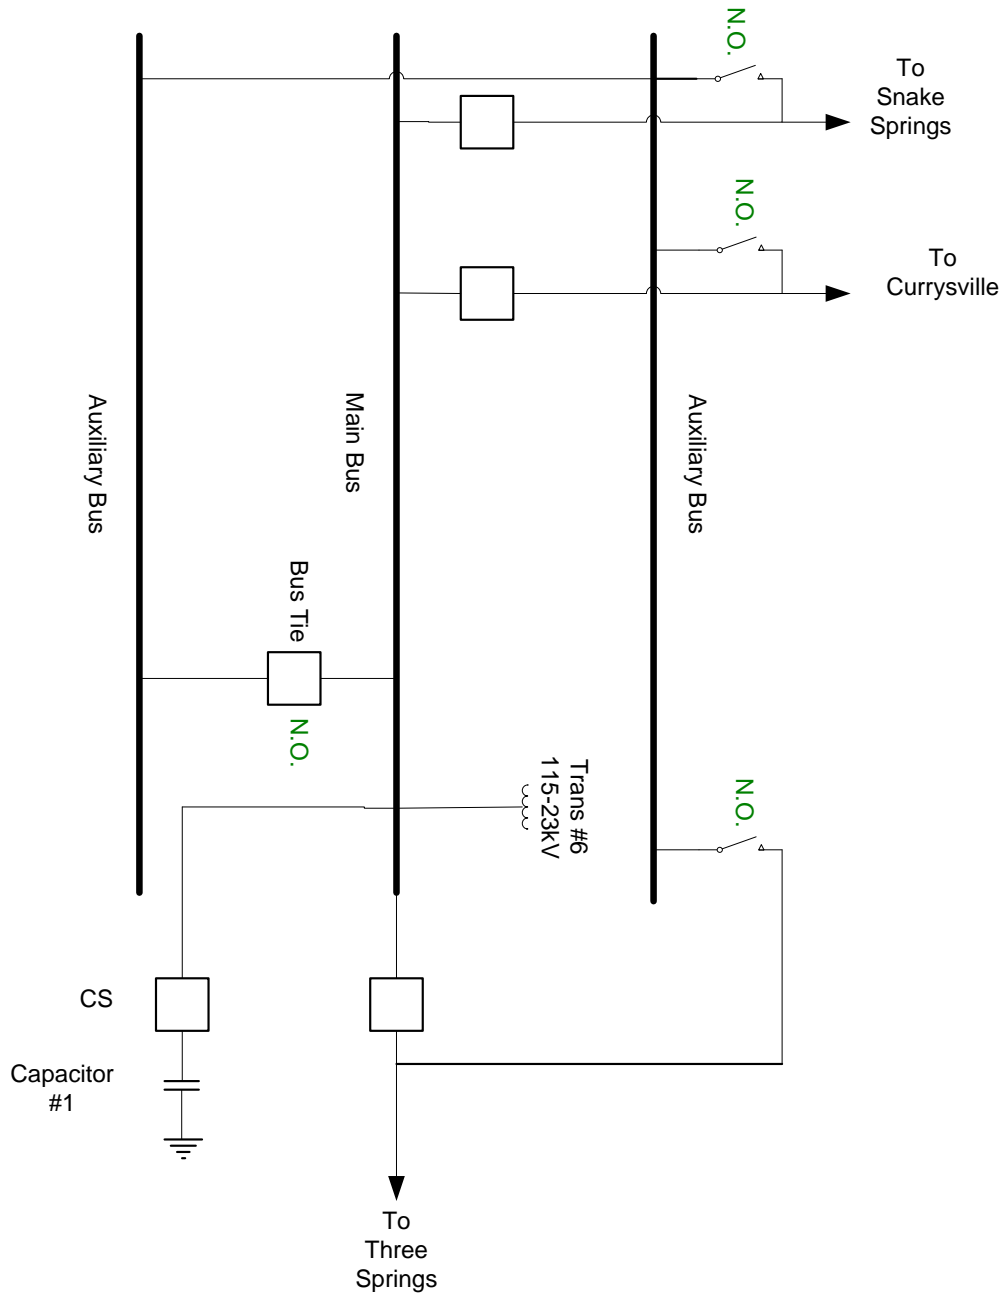 N.O.
To
Snake
Springs
N.O.
To
Currysville
Auxiliary Bus
Main Bus
Auxiliary Bus
Bus Tie
N.O.
Trans #6
115-23kV
N.O.
CS
Capacitor
#1
To
Three
Springs